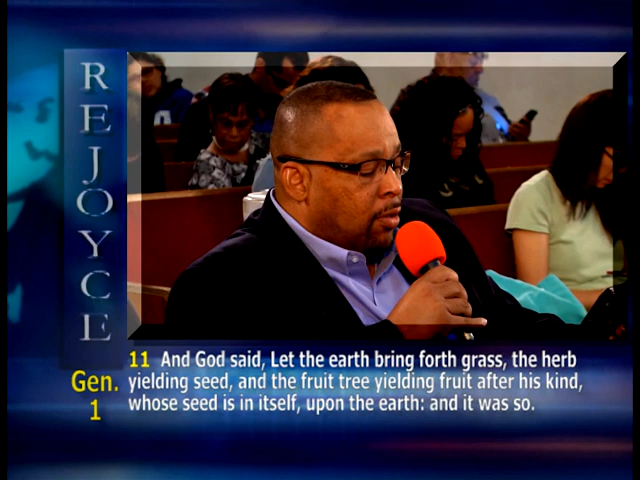 REJOYCE
Gen.
1
11 And God said, Let the earth bring forth grass, the herb
yielding seed, and the fruit tree yielding fruit after his kind,
whose seed is in itself, upon the earth: and it was so.